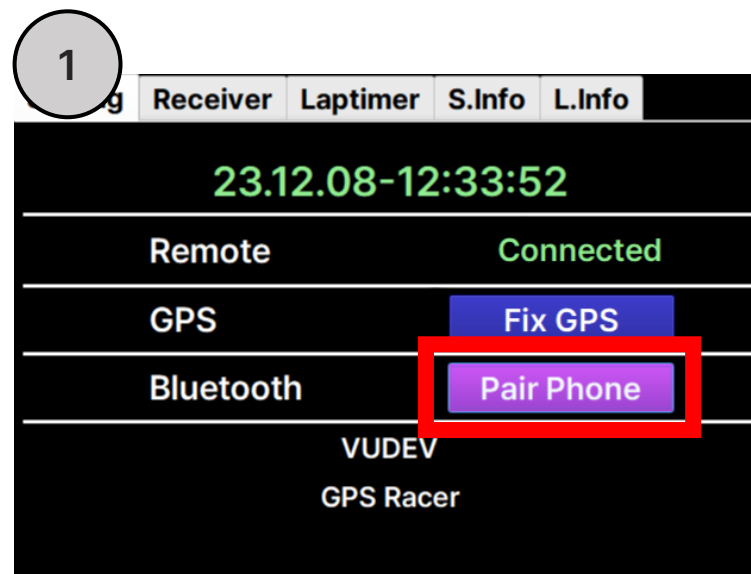 1
Receiver Laptimer S.Info L.Info
23.12.08-12:33:52
Remote Connected
GPS Fix GPS
Bluetooth Pair Phone
VUDEV
GPS Racer